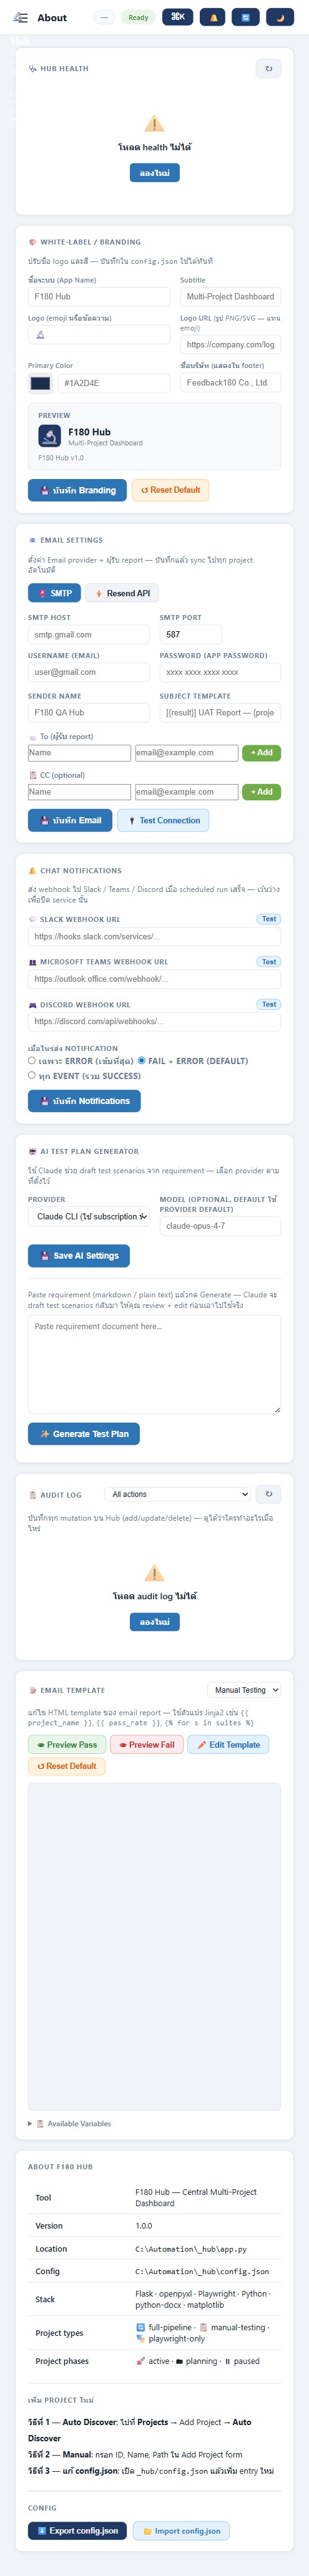 About
—
Ready
⌘K
HUB HEALTH
โหลด health ไม่ได้
ลองใหม่
WHITE-LABEL / BRANDING
ปรับชื่อ logo และสี — บันทึกใน config.json ใช้ได้ทันที
ชื่อระบบ (App Name)
Subtitle
F180 Hub
Multi-Project Dashboard
Logo (emoji หรือข้อความ)
Logo URL (รูป PNG/SVG — แทน emoji)
https://company.com/log
Primary Color
ชื่อบริษัท (แสดงใน footer)
#1A2D4E
Feedback180 Co., Ltd.
PREVIEW
F180 Hub
Multi-Project Dashboard
F180 Hub v1.0
บันทึก Branding
↺ Reset Default
EMAIL SETTINGS
ตั้งค่า Email provider + ผู้รับ report — บันทึกแล้ว sync ไปทุก project
อัตโนมัติ
SMTP
Resend API
SMTP HOST
SMTP PORT
smtp.gmail.com
587
USERNAME (EMAIL)
PASSWORD (APP PASSWORD)
user@gmail.com
xxxx xxxx xxxx xxxx
SENDER NAME
SUBJECT TEMPLATE
F180 QA Hub
[{result}] UAT Report — {proje
To (ผู้รับ report)
Name
email@example.com
+ Add
CC (optional)
Name
email@example.com
+ Add
บันทึก Email
Test Connection
CHAT NOTIFICATIONS
ส่ง webhook ไป Slack / Teams / Discord เมื่อ scheduled run เสร็จ — เว้นว่าง
เพื่อปิด service นั้น
SLACK WEBHOOK URL
Test
https://hooks.slack.com/services/...
MICROSOFT TEAMS WEBHOOK URL
Test
https://outlook.office.com/webhook/...
DISCORD WEBHOOK URL
Test
https://discord.com/api/webhooks/...
เมื่อไหร่ส่ง NOTIFICATION
เฉพาะ ERROR (เข้มที่สุด)
FAIL + ERROR (DEFAULT)
ทุก EVENT (รวม SUCCESS)
บันทึก Notifications
AI TEST PLAN GENERATOR
ใช้ Claude ช่วย draft test scenarios จาก requirement — เลือก provider ตาม
ที่ตั้งไว้
PROVIDER
MODEL (OPTIONAL, DEFAULT ใช้
PROVIDER DEFAULT)
Claude CLI (ใช้ subscription
claude-opus-4-7
Save AI Settings
Paste requirement (markdown / plain text) แล้วกด Generate — Claude จะ
draft test scenarios กลับมา ให้คุณ review + edit ก่อนเอาไปใช้จริง
Paste requirement document here...
Generate Test Plan
AUDIT LOG
All actions
บันทึกทุก mutation บน Hub (add/update/delete) — ดูได้ว่าใครทำอะไรเมื่อ
ไหร่
โหลด audit log ไม่ได้
ลองใหม่
EMAIL TEMPLATE
Manual Testing
แก้ไข HTML template ของ email report — ใช้ตัวแปร Jinja2 เช่น {{
project_name }}, {{ pass_rate }}, {% for s in suites %}
Preview Pass
Preview Fail
Edit Template
↺ Reset Default
Available Variables
ABOUT F180 HUB
Tool
F180 Hub — Central Multi-Project
Dashboard
Version
1.0.0
Location
C:\Automation\_hub\app.py
Config
C:\Automation\_hub\config.json
Stack
Flask · openpyxl · Playwright · Python ·
python-docx · matplotlib
Project types
full-pipeline · manual-testing ·
playwright-only
Project phases
active · planning · paused
เพิ่ม PROJECT ใหม่
วิธีที่ 1 — Auto Discover: ไปที่ Projects → Add Project → Auto
Discover
วิธีที่ 2 — Manual: กรอก ID, Name, Path ใน Add Project form
วิธีที่ 3 — แก้ config.json: เปิด _hub/config.json แล้วเพิ่ม entry ใหม่
CONFIG
Export config.json
Import config.json